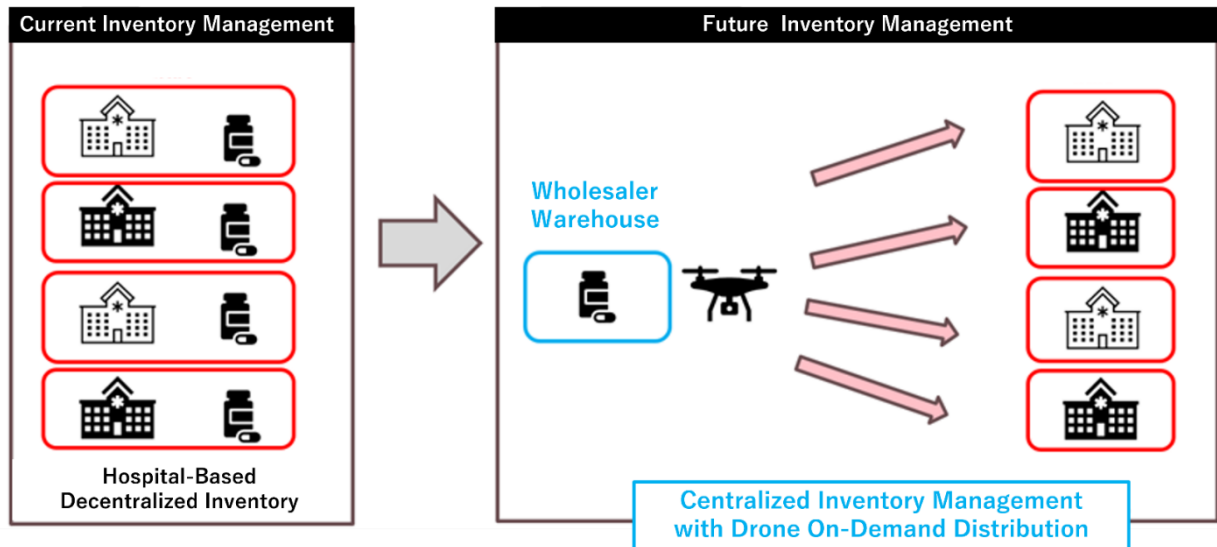 Current Inventory Management
Hospital-Based
Decentralized Inventory
Future Inventory Management
Wholesaler
Warehouse
Centralized Inventory Management
with Drone On-Demand Distribution